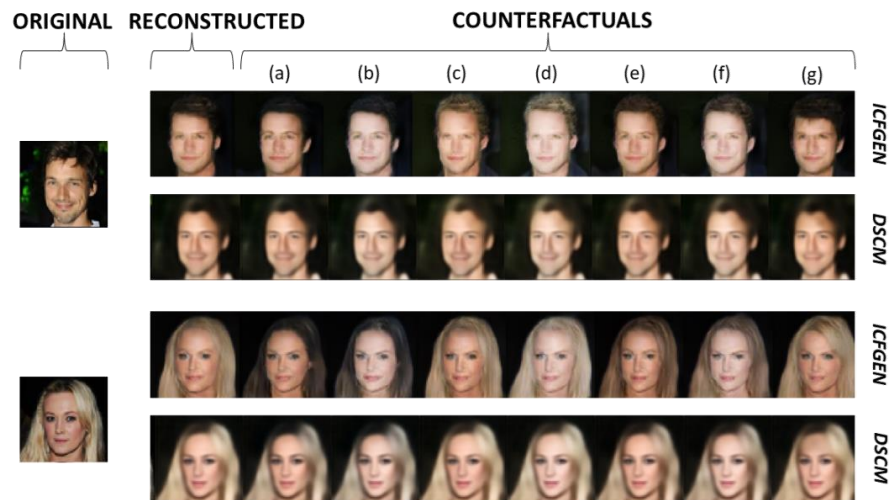 ORIGINAL RECONSTRUCTED COUNTERFACTUALS
(a) (b) (c) (d) (e) (f) (g)
ICFGEN
DSCM
ICFGEN
DSCM